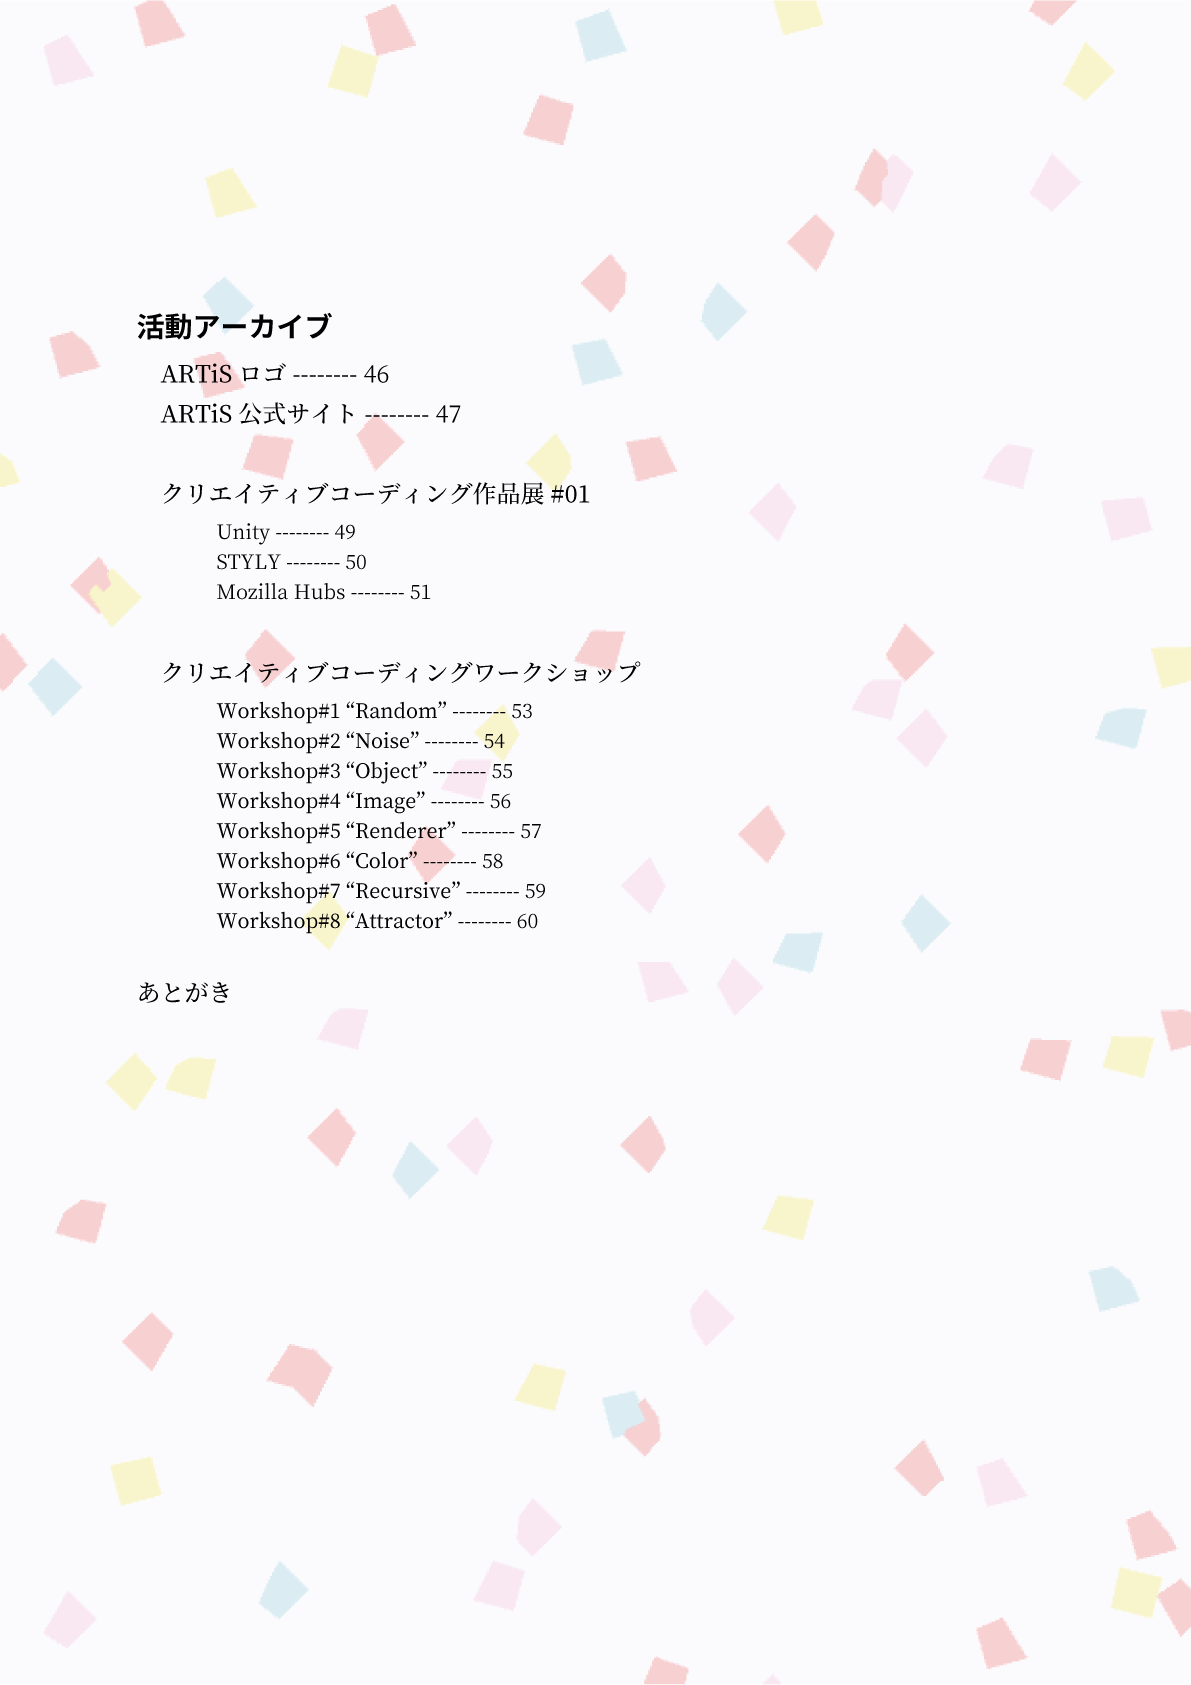 活動アーカイブ
ARTiS ロゴ -------- 46
ARTiS 公式サイト -------- 47
クリエイティブコーディング作品展 #01
Unity -------- 49
STYLY -------- 50
Mozilla Hubs -------- 51
クリエイティブコーディングワークショップ
Workshop#1 “Random” -------- 53
Workshop#2 “Noise” -------- 54
Workshop#3 “Object” -------- 55
Workshop#4 “Image” -------- 56
Workshop#5 “Renderer” -------- 57
Workshop#6 “Color” -------- 58
Workshop#7 “Recursive” -------- 59
Workshop#8 “Attractor” -------- 60
あとがき